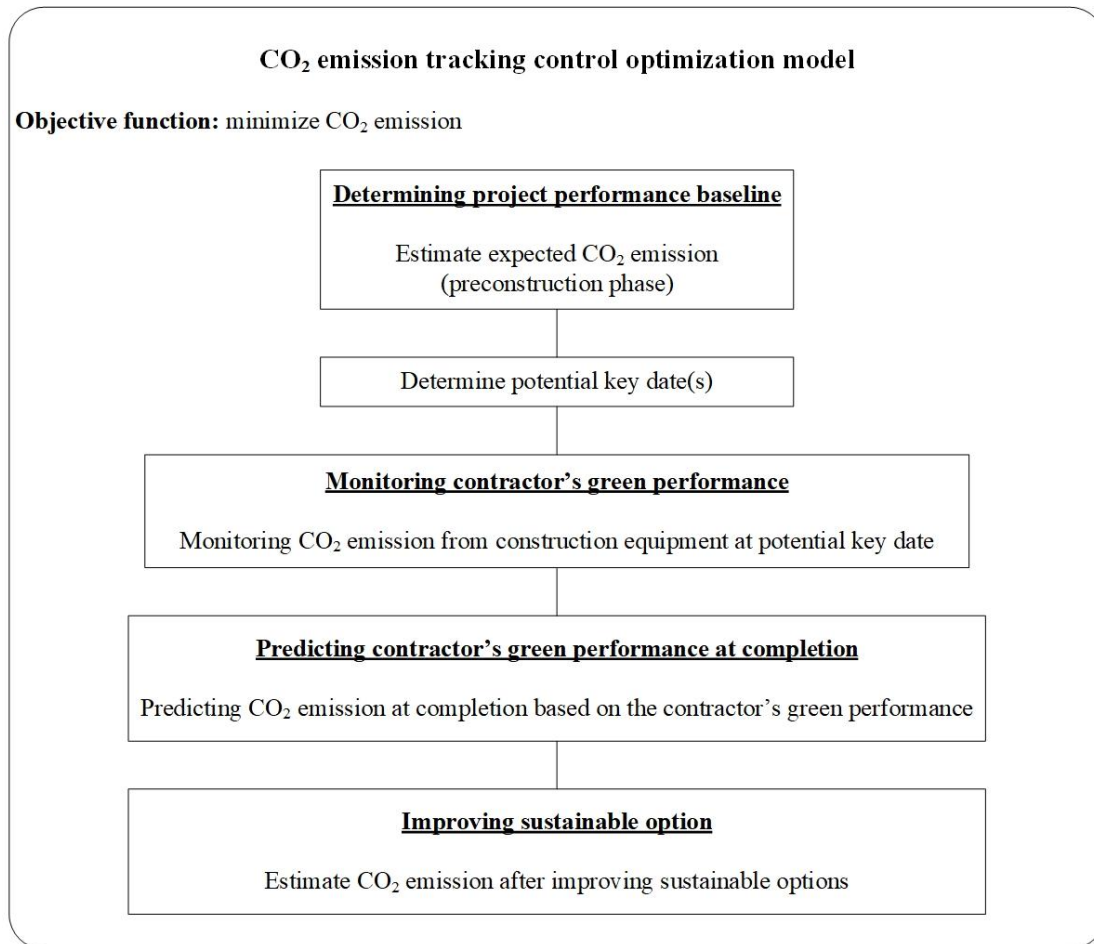 CO₂ emission tracking control optimization model
Objective function: minimize CO₂ emission
Determining project performance baseline
Estimate expected CO₂ emission
(preconstruction phase)
Determine potential key date(s)
Monitoring contractor’s green performance
Monitoring CO₂ emission from construction equipment at potential key date
Predicting contractor’s green performance at completion
Predicting CO₂ emission at completion based on the contractor’s green performance
Improving sustainable option
Estimate CO₂ emission after improving sustainable options